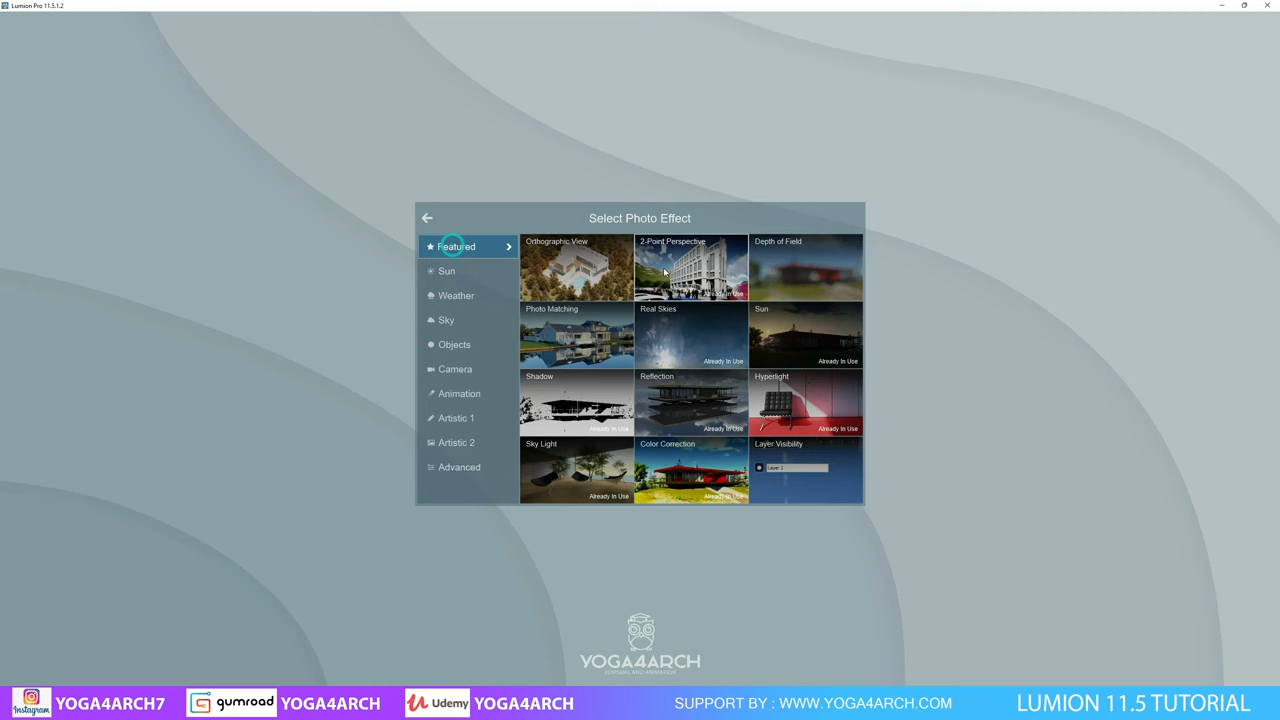 Lumion Pro 11.5.1.2
Select Photo Effect
Featured
Sun
Weather
Sky
Objects
Camera
Animation
Artistic 1
Artistic 2
Advanced
Orthographic View
2-Point Perspective
Already In Use
Depth of Field
Photo Matching
Real Skies
Already In Use
Sun
Already In Use
Shadow
Already In Use
Reflection
Already In Use
Hyperlight
Already In Use
Sky Light
Already In Use
Color Correction
Already In Use
Layer Visibility
Layer 1
YOGA4ARCH
Instagram
YOGA4ARCH7
gumroad
YOGA4ARCH
Udemy
YOGA4ARCH
SUPPORT BY : WWW.YOGA4ARCH.COM
LUMION 11.5 TUTORIAL